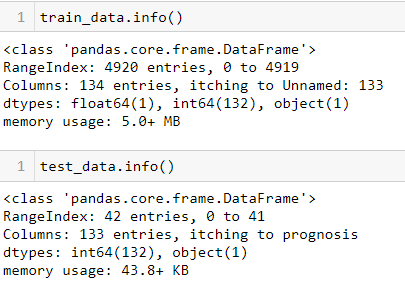 1 train_data.info()
<class 'pandas.core.frame.DataFrame'>
RangeIndex: 4920 entries, 0 to 4919
Columns: 134 entries, itching to Unnamed: 133
dtypes: float64(1), int64(132), object(1)
memory usage: 5.0+ MB
1 test_data.info()
<class 'pandas.core.frame.DataFrame'>
RangeIndex: 42 entries, 0 to 41
Columns: 133 entries, itching to prognosis
dtypes: int64(132), object(1)
memory usage: 43.8+ KB